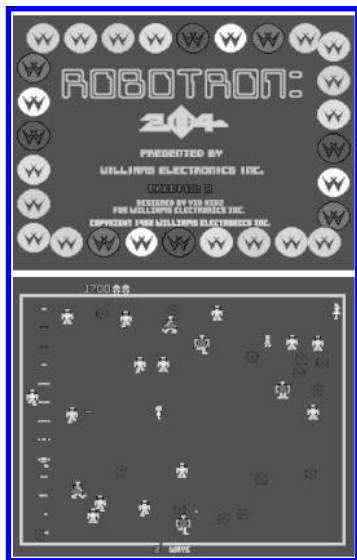 ROBOTRON:
2084
PRESENTED BY
WILLIAMS ELECTRONICS INC.
DESIGNED BY VID KIDZ
FOR WILLIAMS ELECTRONICS INC.
COPYRIGHT 1982 WILLIAMS ELECTRONICS INC.
1700
WAVE